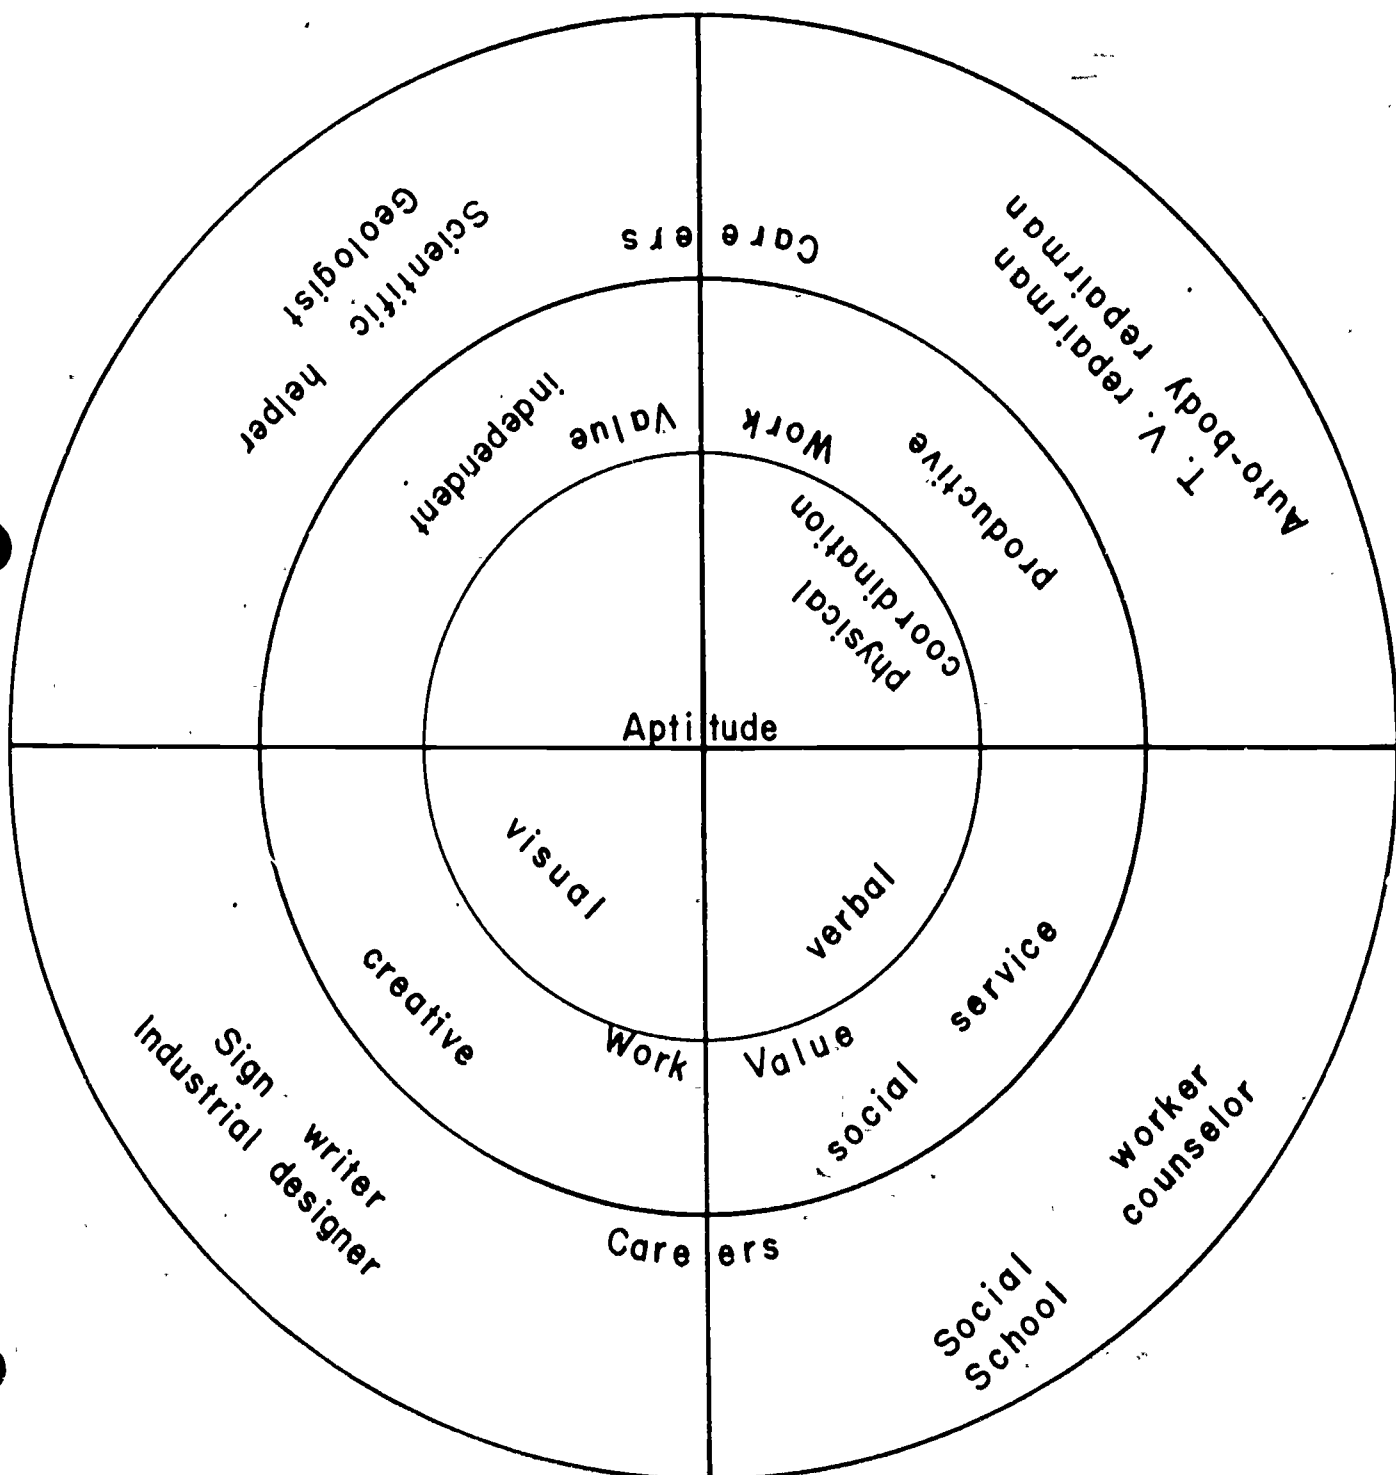 Careers
Scientific helper
Geologist
T. V. repairman
Auto-body repairman
Work Value
independent
productive
physical
coordination
Aptitude
visual
verbal
creative
social service
Work Value
Sign writer
Industrial designer
Social worker
School counselor
Careers